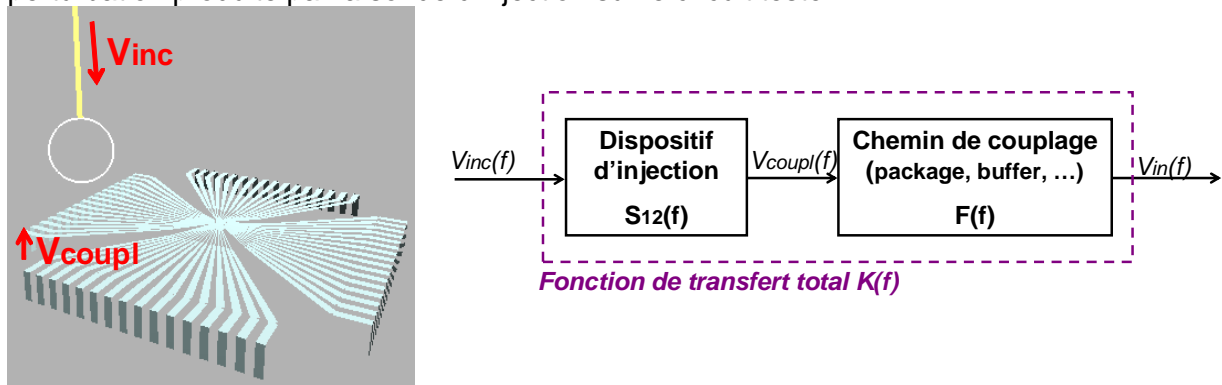 Vinc
Vcoupl
Dispositif
d'injection
S12(f)
Chemin de couplage
(package, buffer, …)
F(f)
Vinc(f)
Vcoupl(f)
Vin(f)
Fonction de transfert total K(f)